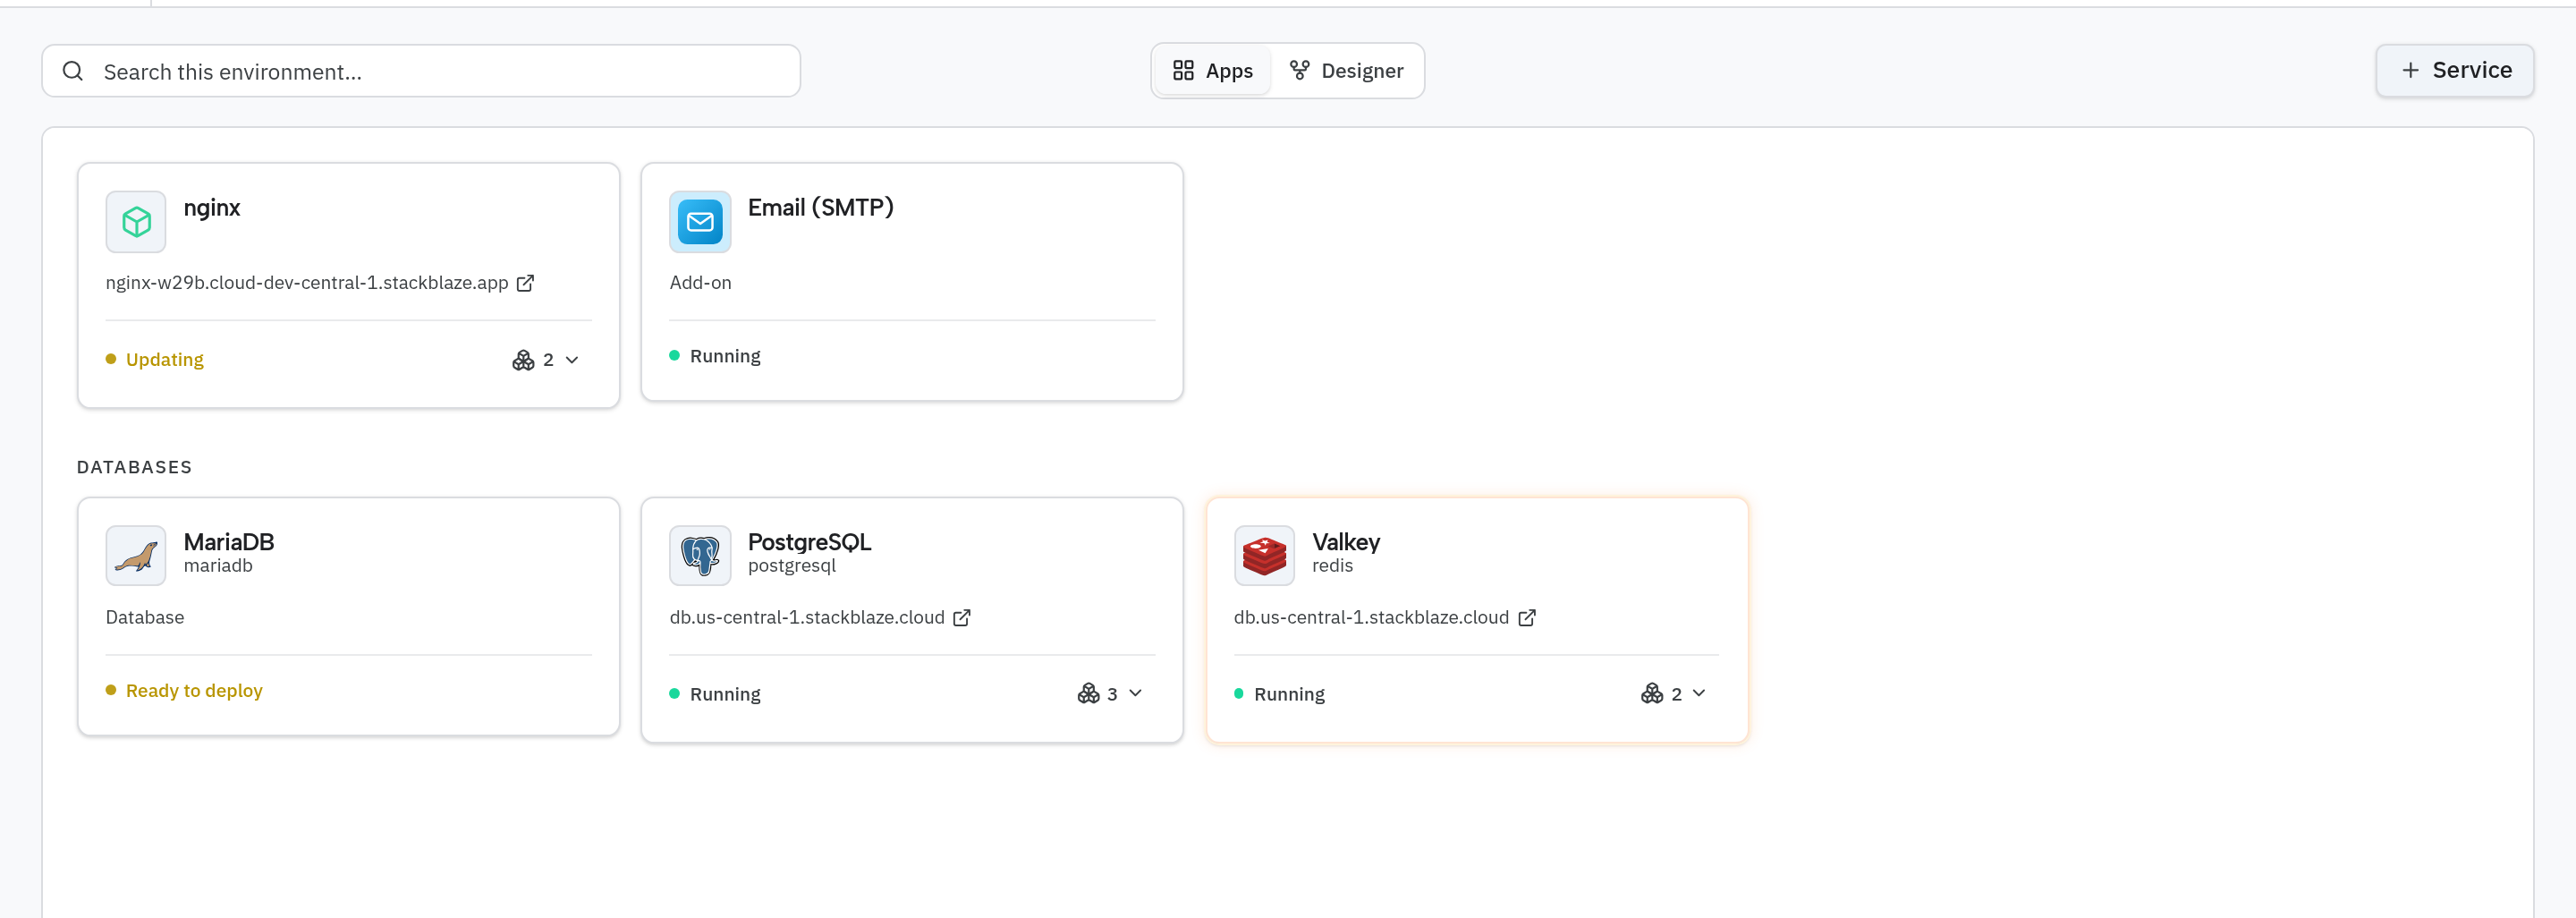 Search this environment...
Apps
Designer
+ Service
nginx
nginx-w29b.cloud-dev-central-1.stackblaze.app
Updating
2
Email (SMTP)
Add-on
Running
DATABASES
MariaDB
mariadb
Database
Ready to deploy
PostgreSQL
postgresql
db.us-central-1.stackblaze.cloud
Running
3
Valkey
redis
db.us-central-1.stackblaze.cloud
Running
2